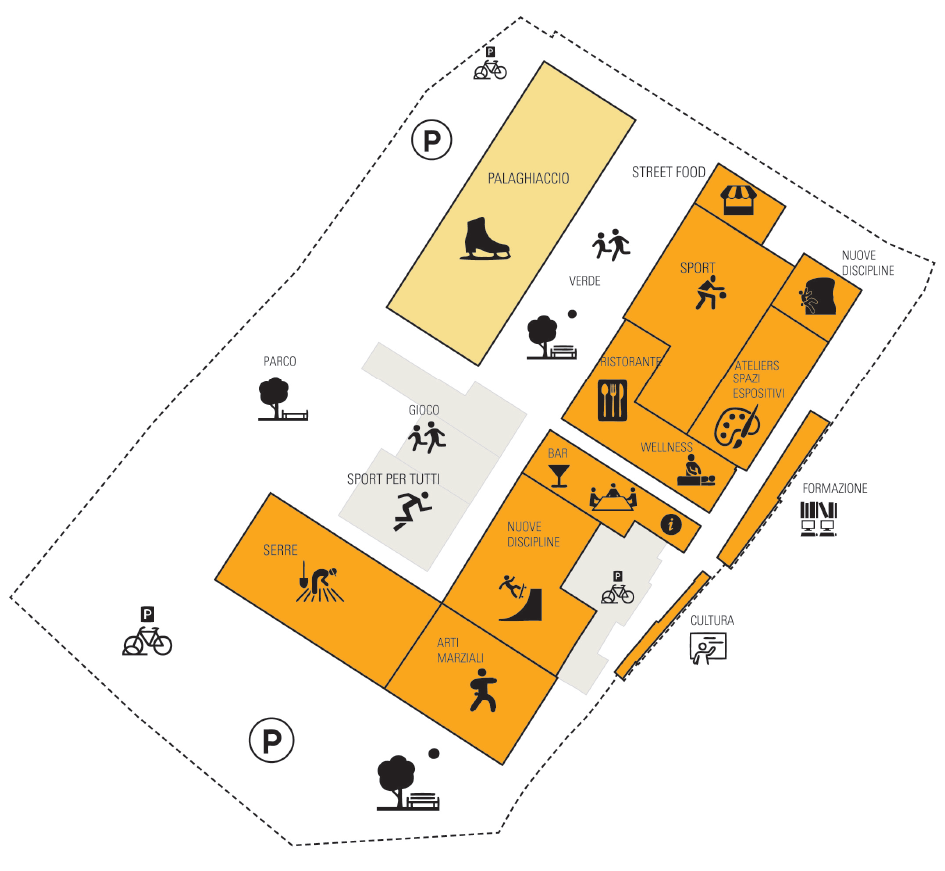 P
P
PALAGHIACCIO
STREET FOOD
NUOVE
DISCIPLINE
SPORT
VERDE
PARCO
RISTORANTE
ATELIERS
SPAZI
ESPOSITIVI
GIOCO
WELLNESS
BAR
SPORT PER TUTTI
FORMAZIONE
i
NUOVE
DISCIPLINE
SERRE
P
P
CULTURA
ARTI
MARZIALI
P